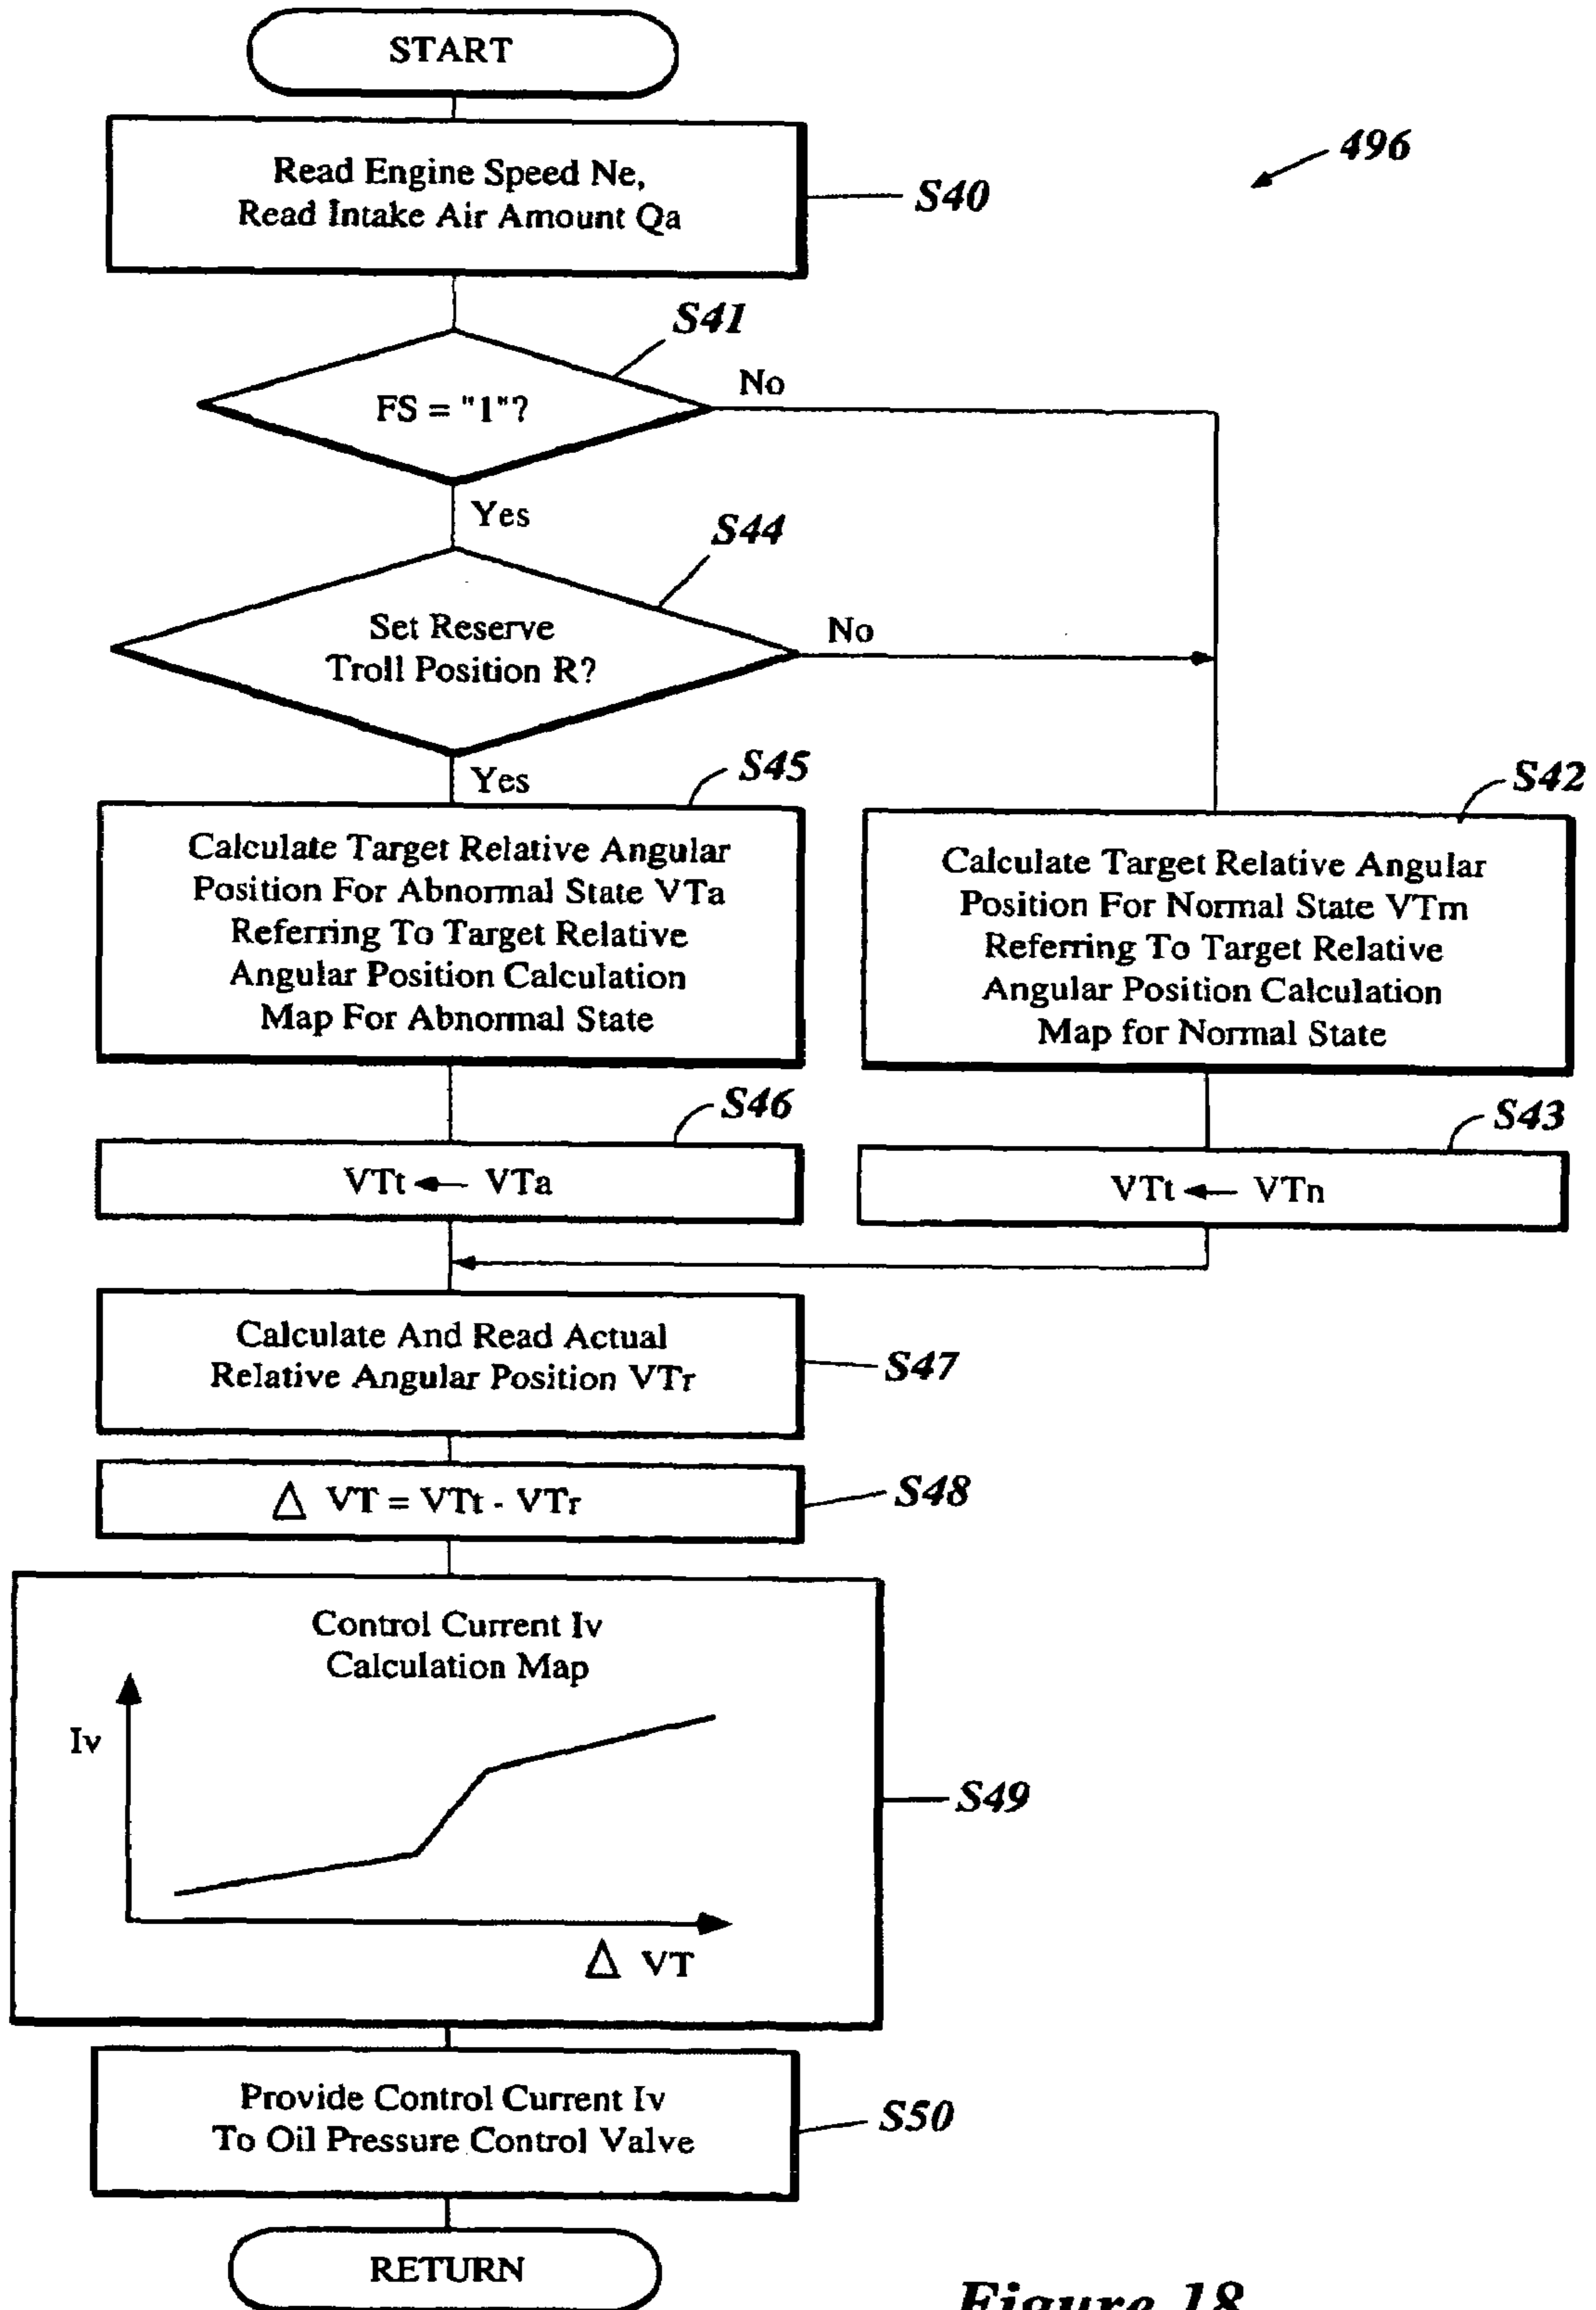 START
496
Read Engine Speed Ne,
Read Intake Air Amount Qa
S40
S41
FS = "1"?
No
Yes
S44
Set Reserve
Troll Position R?
No
Yes
S45
Calculate Target Relative Angular
Position For Abnormal State VTa
Referring To Target Relative
Angular Position Calculation
Map For Abnormal State
S42
Calculate Target Relative Angular
Position For Normal State VTm
Referring To Target Relative
Angular Position Calculation
Map for Normal State
S46
VTt ← VTa
S43
VTt ← VTn
Calculate And Read Actual
Relative Angular Position VTr
S47
Δ VT = VTt - VTr
S48
Control Current Iv
Calculation Map
Iv
Δ VT
S49
Provide Control Current Iv
To Oil Pressure Control Valve
S50
RETURN
Figure 18